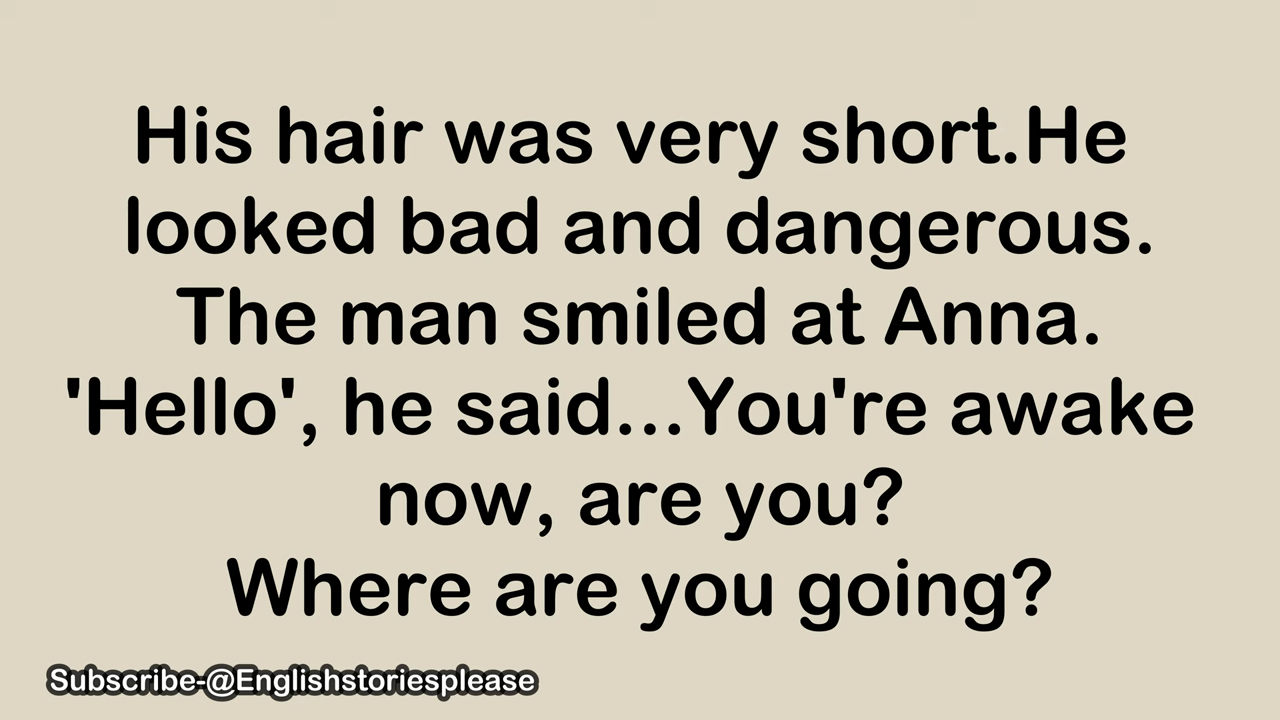 His hair was very short.He
looked bad and dangerous.
The man smiled at Anna.
'Hello', he said...You're awake
now, are you?
Where are you going?
Subscribe-@Englishstoriesplease